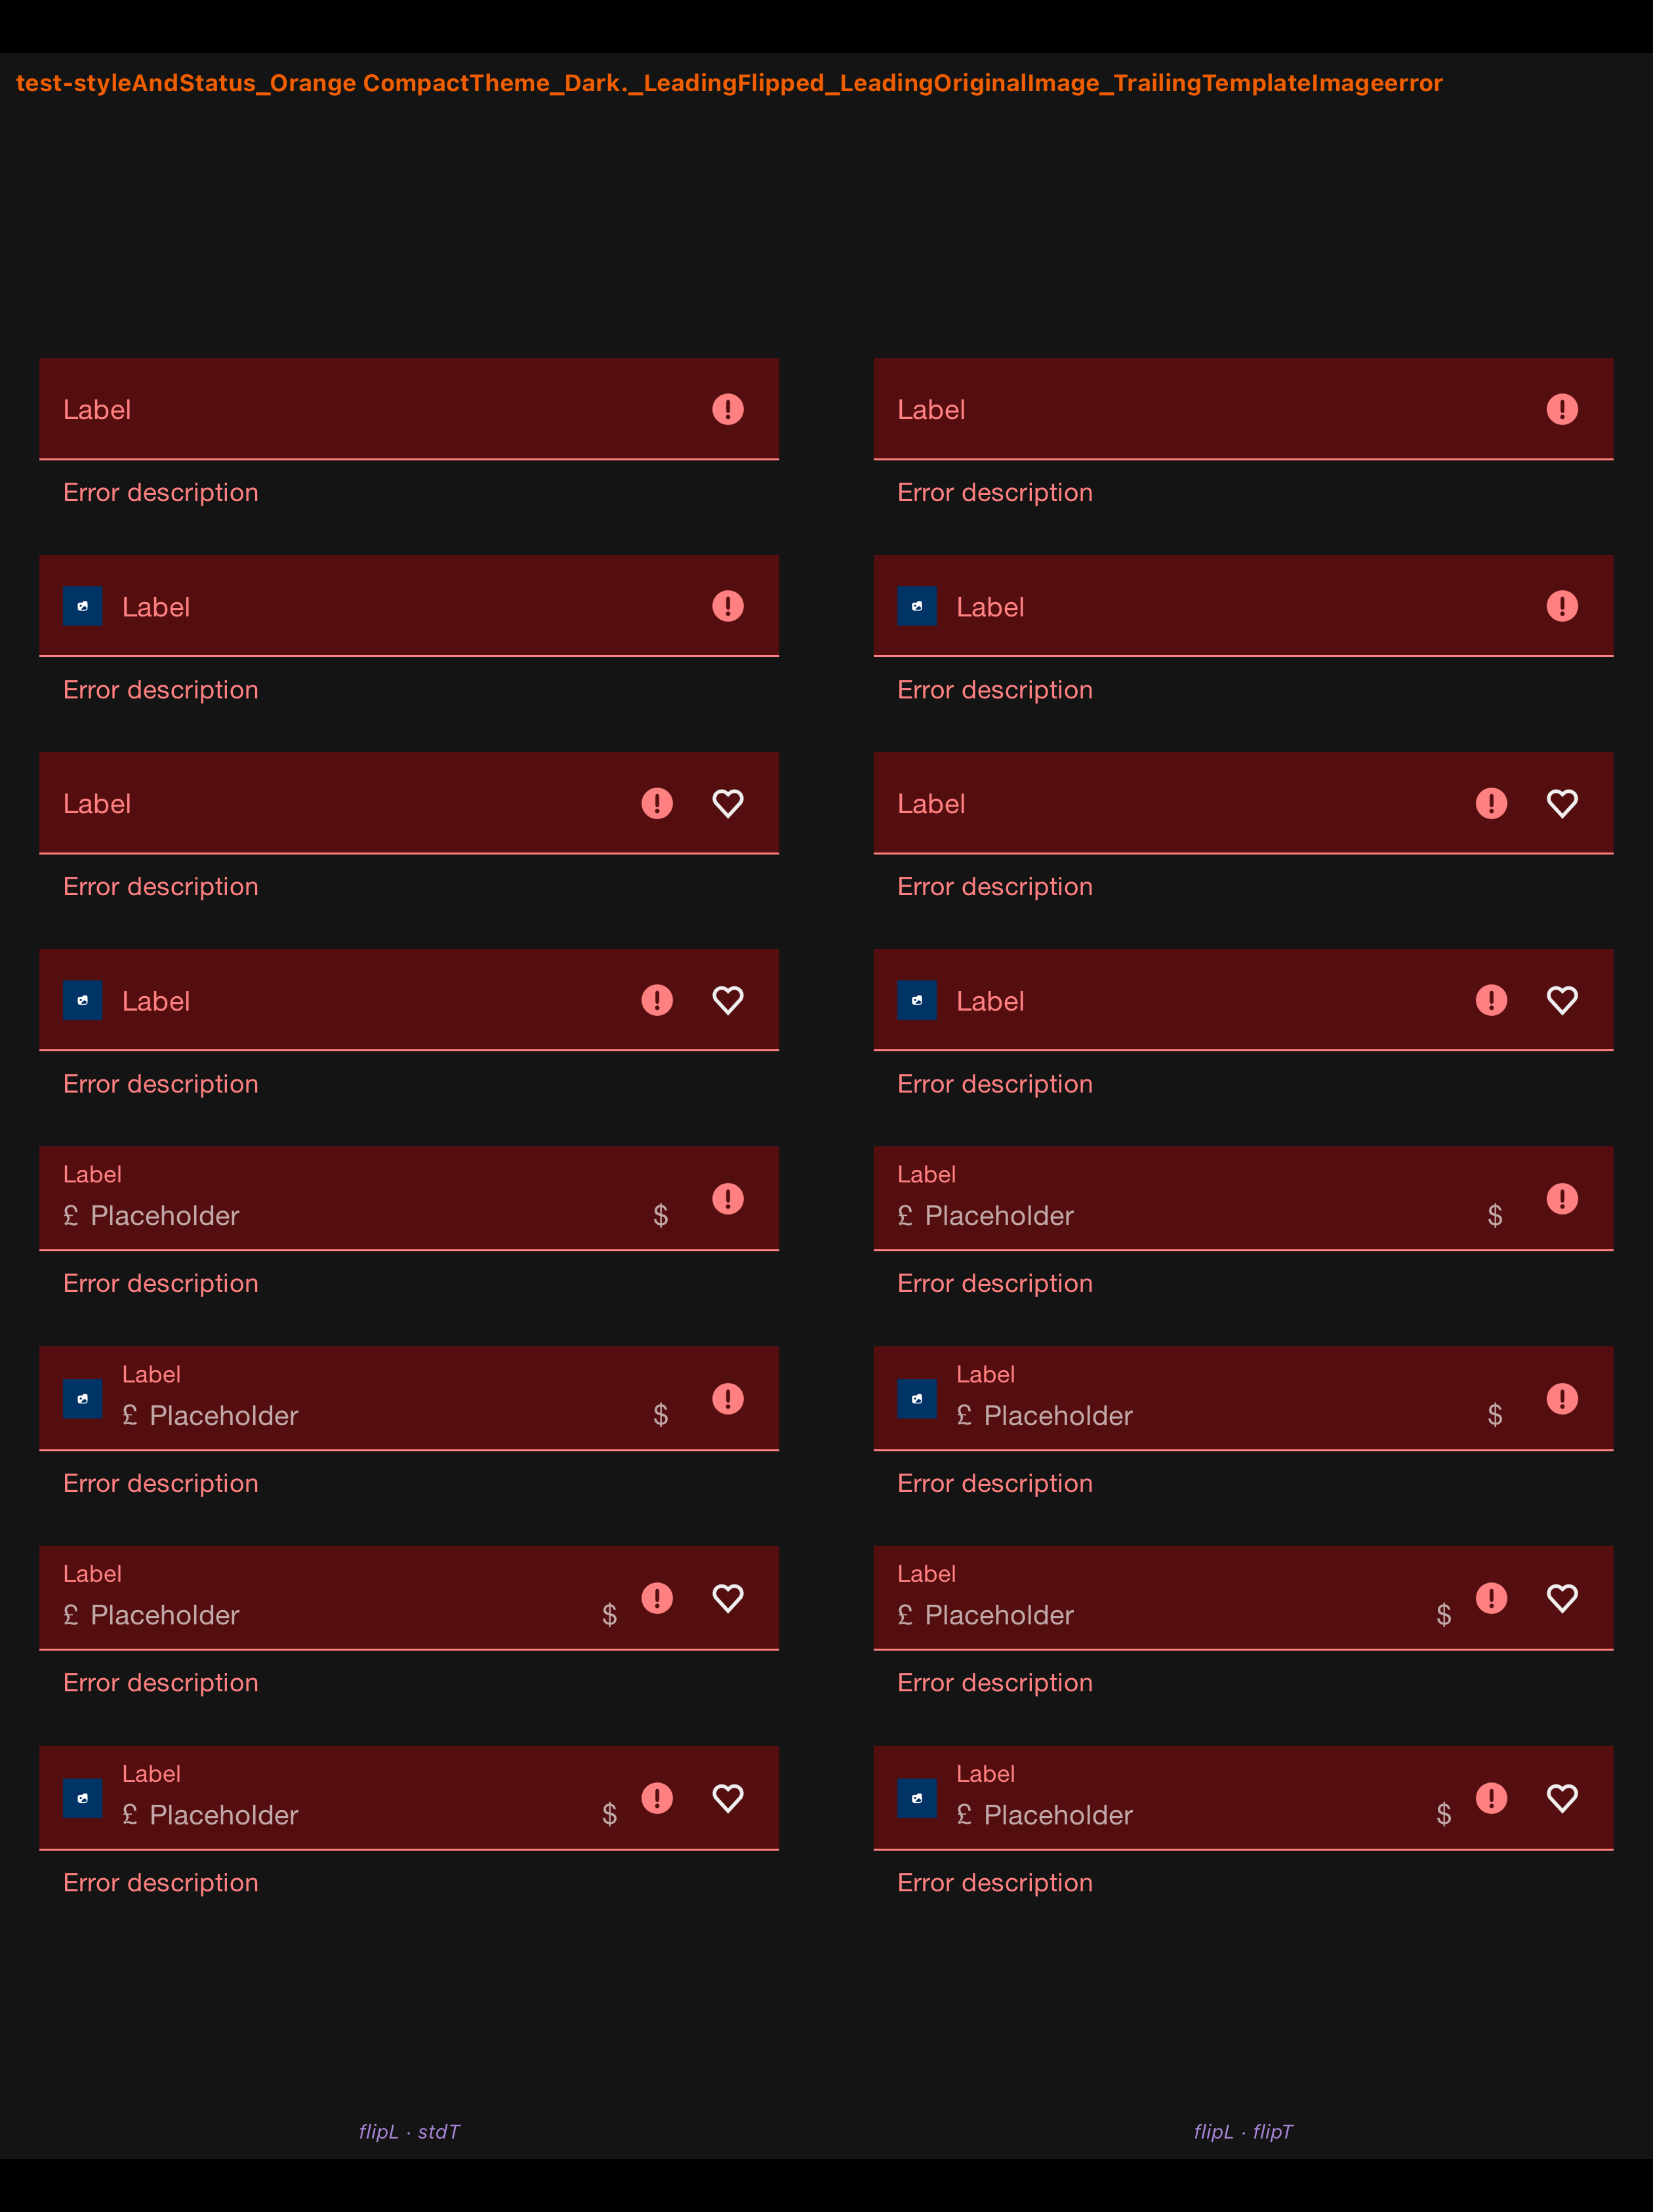 test-styleAndStatus_Orange CompactTheme_Dark._LeadingFlipped_LeadingOriginalImage_TrailingTemplateImageerror
Label
Error description
Label
Error description
Label
Error description
Label
Error description
Label
£ Placeholder $
Error description
Label
£ Placeholder $
Error description
Label
£ Placeholder $
Error description
Label
£ Placeholder $
Error description
flipL · stdT
Label
Error description
Label
Error description
Label
Error description
Label
Error description
Label
£ Placeholder $
Error description
Label
£ Placeholder $
Error description
Label
£ Placeholder $
Error description
Label
£ Placeholder $
Error description
flipL · flipT